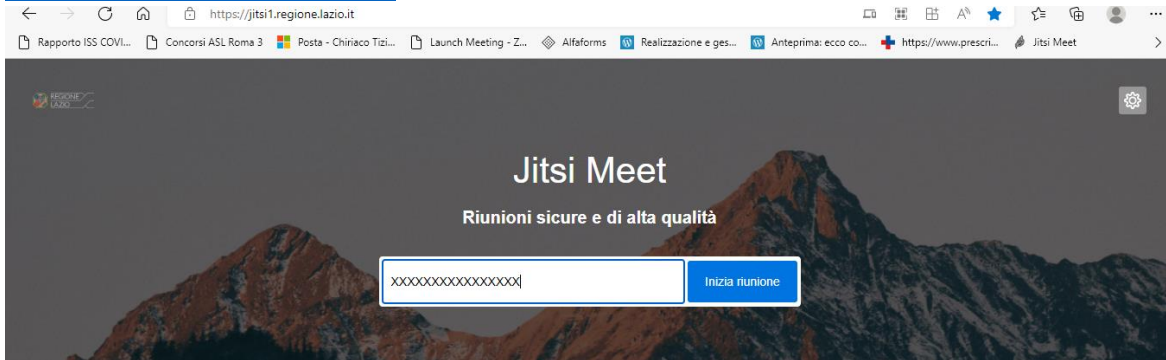 https://jitsi1.regione.lazio.it
Rapporto ISS COVI... Concorsi ASL Roma 3 Posta - Chiriaco Tizi... Launch Meeting - Z... Alfaforms Realizzazione e ges... Anteprima: ecco co... https://www.prescri... Jitsi Meet
REGIONE
LAZIO
Jitsi Meet
Riunioni sicure e di alta qualità
XXXXXXXXXXXXXXXX Inizia riunione